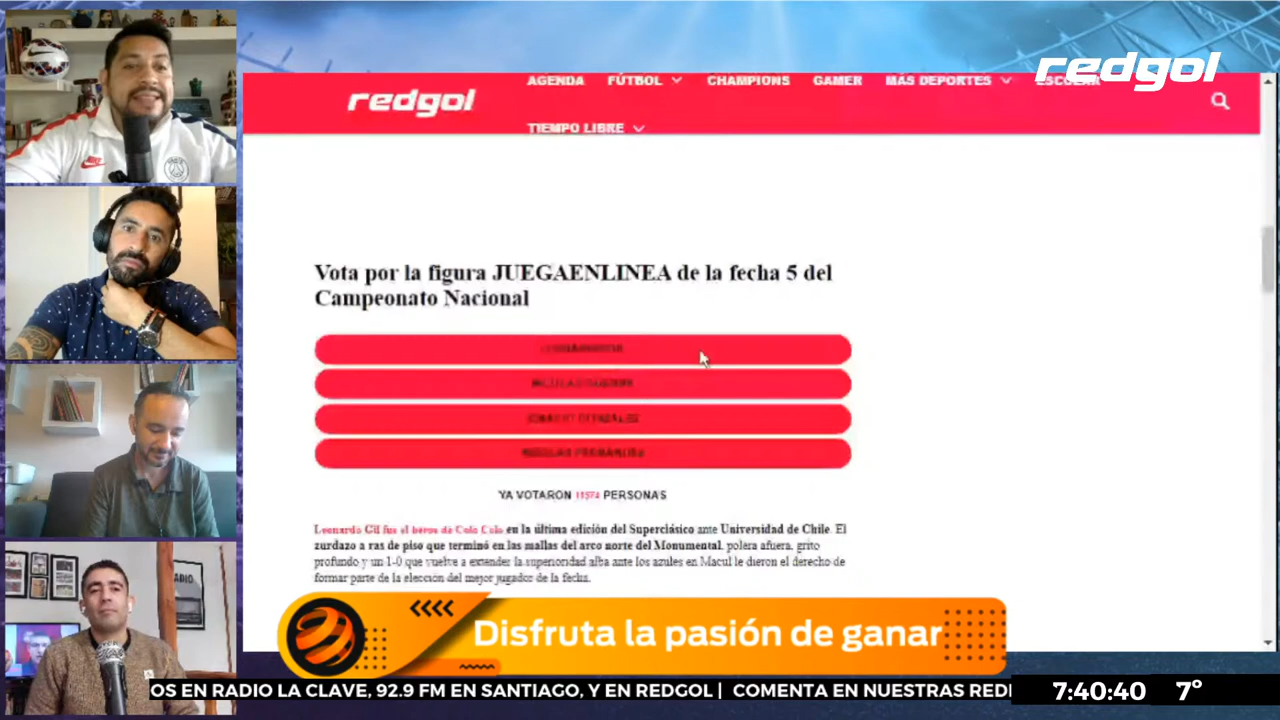 redgol
AGENDA FÚTBOL CHAMPIONS GAMER MÁS DEPORTES ESCOLAR
redgol
TIEMPO LIBRE
Vota por la figura JUEGAENLINEA de la fecha 5 del
Campeonato Nacional
YA VOTARON 11574 PERSONAS
Leonardo Gil fue el héroe de Colo Colo en la última edición del Superclásico ante Universidad de Chile. El
zurdazo a ras de piso que terminó en las mallas del arco norte del Monumental, polera afuera, grito
profundo y un 1-0 que vuelve a extender la superioridad alba ante los azules en Macul le dieron el derecho de
formar parte de la elección del mejor jugador de la fecha.
Disfruta la pasión de ganar
OS EN RADIO LA CLAVE, 92.9 FM EN SANTIAGO, Y EN REDGOL | COMENTA EN NUESTRAS REDI
7:40:40 7°